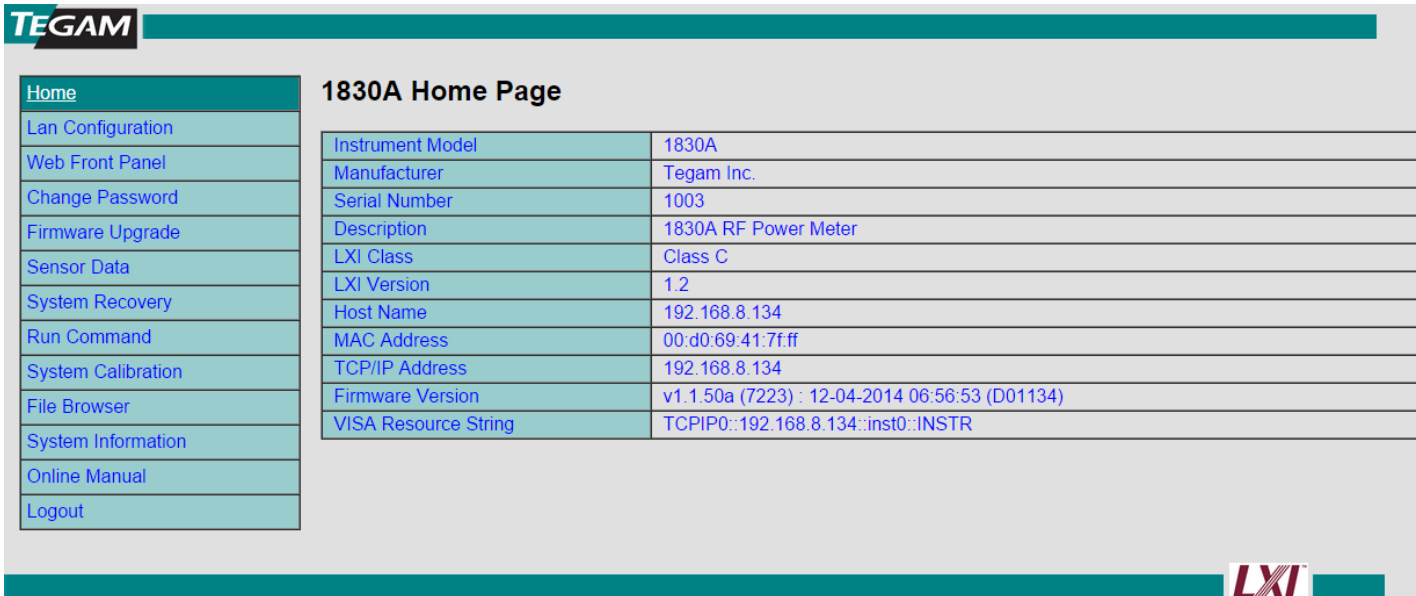 TEGAM
Home
Lan Configuration
Web Front Panel
Change Password
Firmware Upgrade
Sensor Data
System Recovery
Run Command
System Calibration
File Browser
System Information
Online Manual
Logout
1830A Home Page
Instrument Model 1830A
Manufacturer Tegam Inc.
Serial Number 1003
Description 1830A RF Power Meter
LXI Class Class C
LXI Version 1.2
Host Name 192.168.8.134
MAC Address 00:d0:69:41:7f:ff
TCP/IP Address 192.168.8.134
Firmware Version v1.1.50a (7223) : 12-04-2014 06:56:53 (D01134)
VISA Resource String TCPIP0::192.168.8.134::inst0::INSTR
LXI™